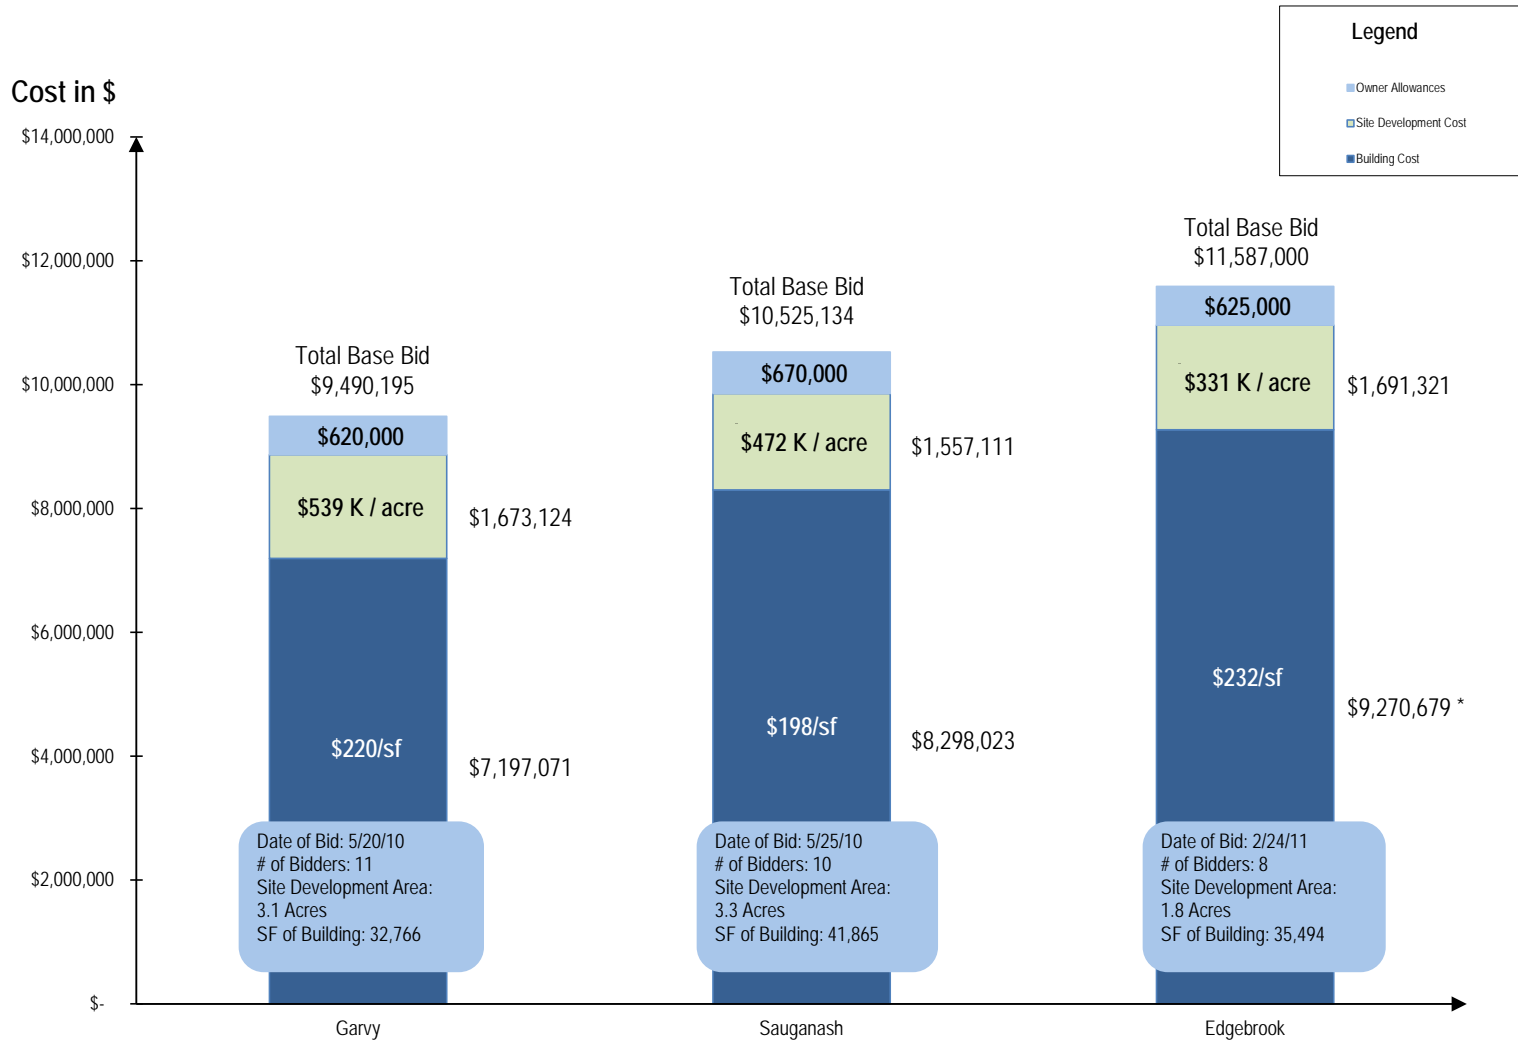 Legend
Owner Allowances
Site Development Cost
Building Cost
Cost in $
$14,000,000
$12,000,000
$10,000,000
$8,000,000
$6,000,000
$4,000,000
$2,000,000
$-
Total Base Bid
$9,490,195
$620,000
$539 K / acre
$1,673,124
$220/sf
$7,197,071
Date of Bid: 5/20/10
# of Bidders: 11
Site Development Area:
3.1 Acres
SF of Building: 32,766
Garvy
Total Base Bid
$10,525,134
$670,000
$472 K / acre
$1,557,111
$198/sf
$8,298,023
Date of Bid: 5/25/10
# of Bidders: 10
Site Development Area:
3.3 Acres
SF of Building: 41,865
Sauganash
Total Base Bid
$11,587,000
$625,000
$331 K / acre
$1,691,321
$232/sf
$9,270,679 *
Date of Bid: 2/24/11
# of Bidders: 8
Site Development Area:
1.8 Acres
SF of Building: 35,494
Edgebrook